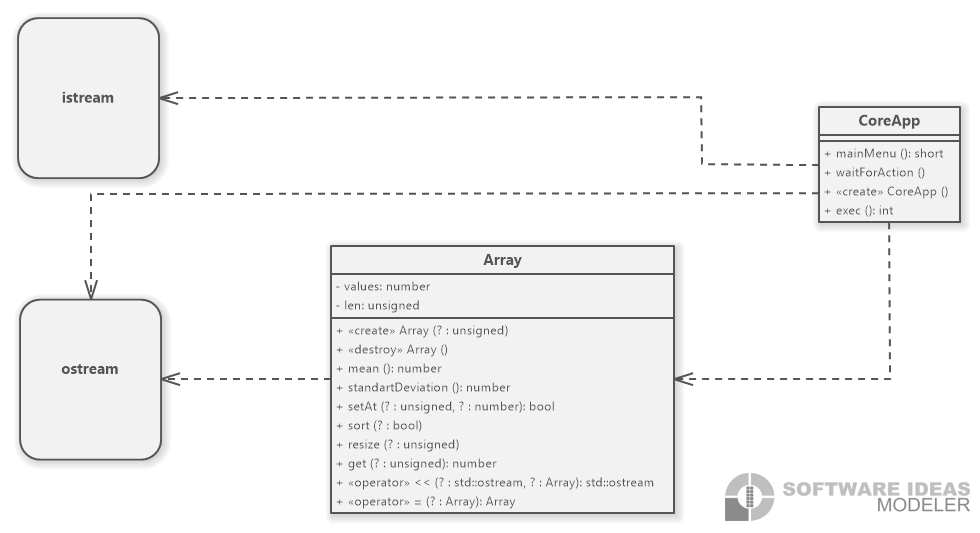 istream
CoreApp
+ mainMenu (): short
+ waitForAction ()
+ «create» CoreApp ()
+ exec (): int
Array
- values: number
- len: unsigned
+ «create» Array (? : unsigned)
+ «destroy» Array ()
+ mean (): number
+ standartDeviation (): number
+ setAt (? : unsigned, ? : number): bool
+ sort (? : bool)
+ resize (? : unsigned)
+ get (? : unsigned): number
+ «operator» << (? : std::ostream, ? : Array): std::ostream
+ «operator» = (? : Array): Array
ostream
SOFTWARE IDEAS
MODELER